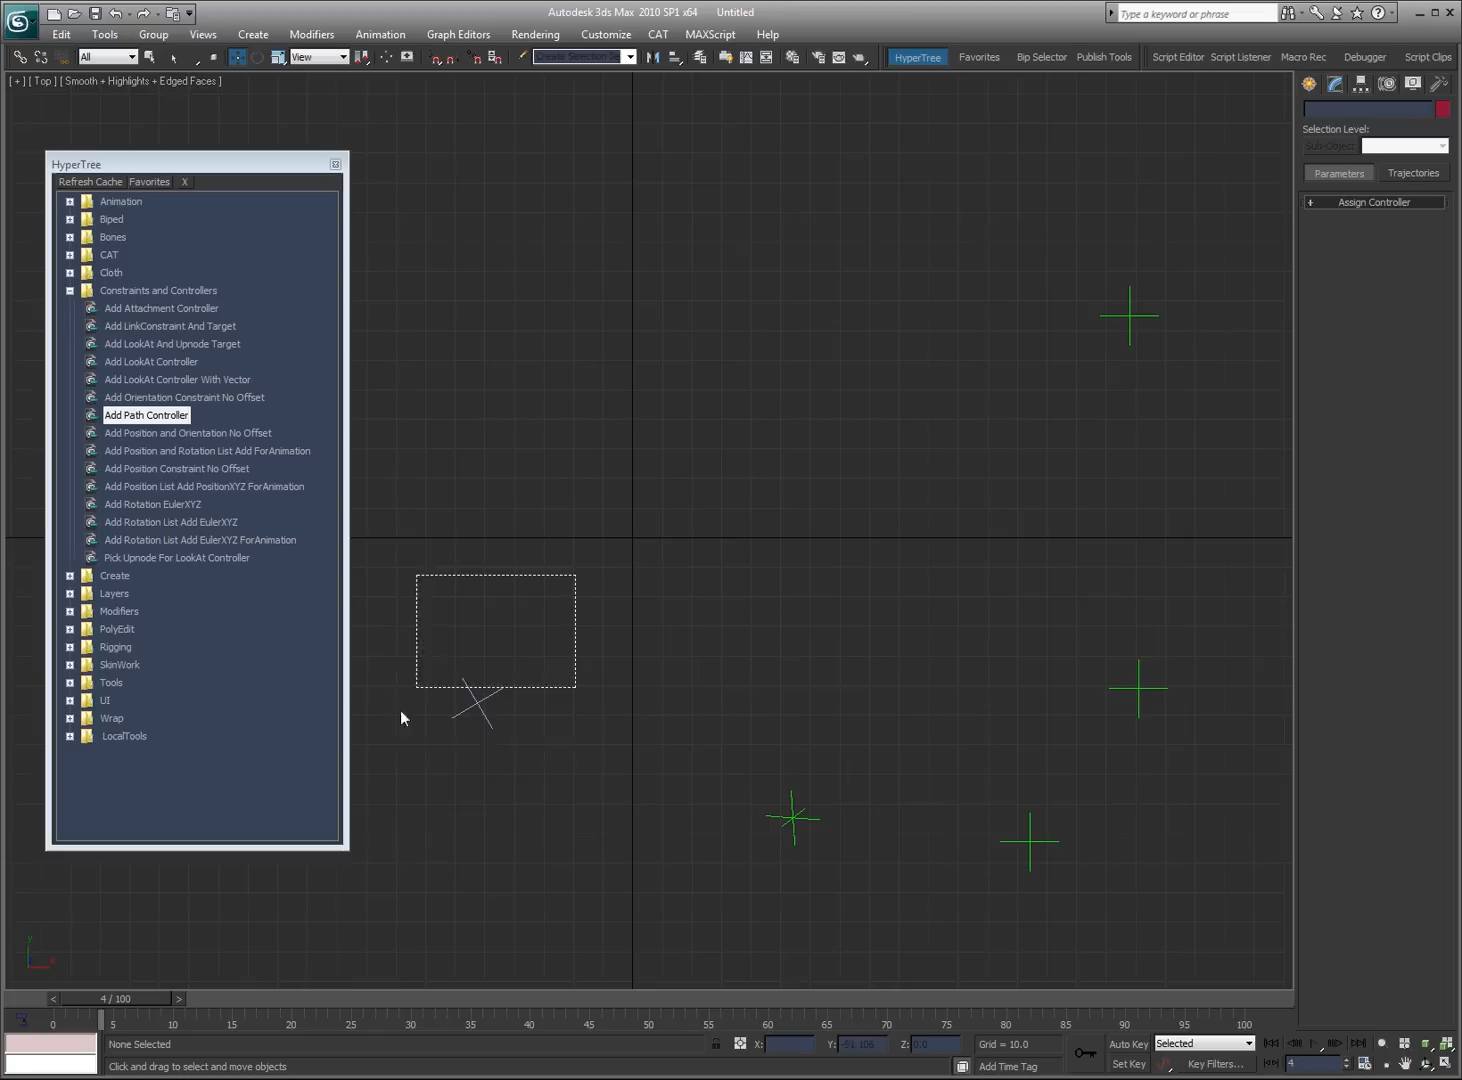 Autodesk 3ds Max 2010 SP1 x64 Untitled
Type a keyword or phrase
Edit Tools Group Views Create Modifiers Animation Graph Editors Rendering Customize CAT MAXScript Help
All View Create Selection Se HyperTree Favorites Bip Selector Publish Tools Script Editor Script Listener Macro Rec Debugger Script Clips
[ + ] [ Top ] [ Smooth + Highlights + Edged Faces ]
Selection Level:
Sub-Object
Parameters Trajectories
+ Assign Controller
HyperTree
Refresh Cache Favorites X
Animation
Biped
Bones
CAT
Cloth
Constraints and Controllers
Add Attachment Controller
Add LinkConstraint And Target
Add LookAt And Upnode Target
Add LookAt Controller
Add LookAt Controller With Vector
Add Orientation Constraint No Offset
Add Path Controller
Add Position and Orientation No Offset
Add Position and Rotation List Add ForAnimation
Add Position Constraint No Offset
Add Position List Add PositionXYZ ForAnimation
Add Rotation EulerXYZ
Add Rotation List Add EulerXYZ
Add Rotation List Add EulerXYZ ForAnimation
Pick Upnode For LookAt Controller
Create
Layers
Modifiers
PolyEdit
Rigging
SkinWork
Tools
UI
Wrap
LocalTools
< 4 / 100 >
0 5 10 15 20 25 30 35 40 45 50 55 60 65 70 75 80 85 90 95 100
None Selected X: Y: -51.106 Z: 0.0 Grid = 10.0 Auto Key Selected
Click and drag to select and move objects Add Time Tag Set Key Key Filters... 4